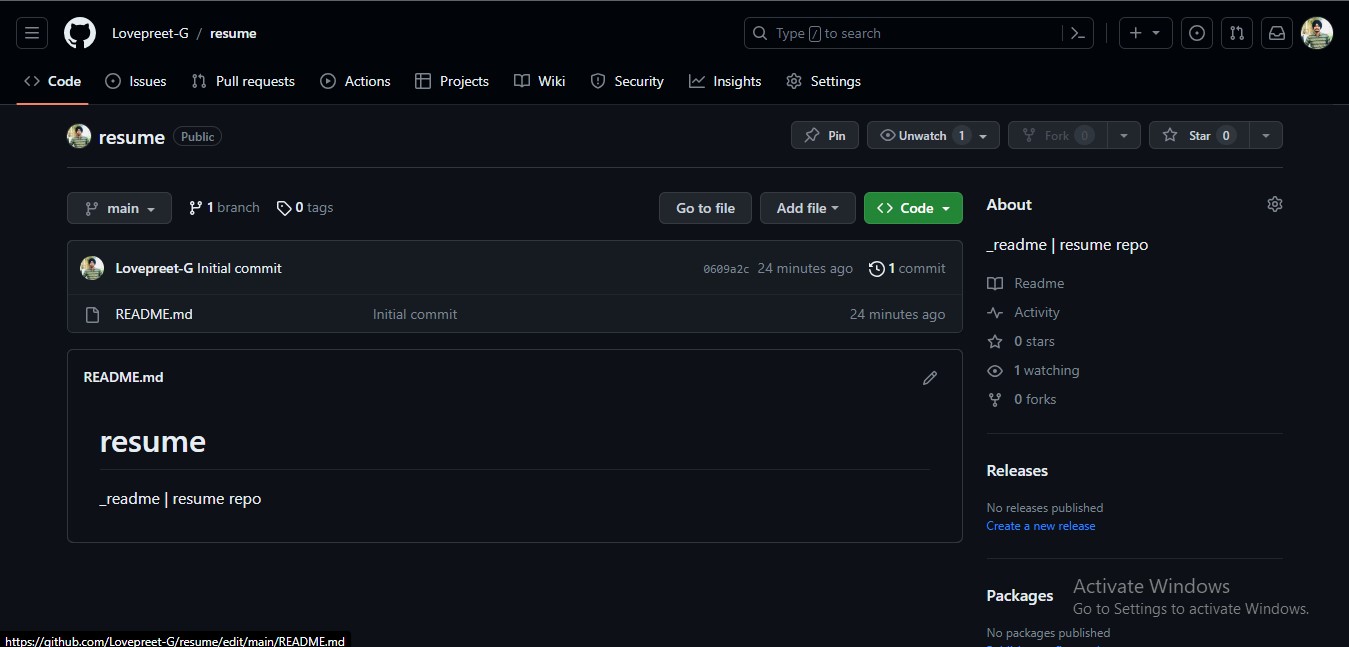 Lovepreet-G / resume
Type / to search
Code Issues Pull requests Actions Projects Wiki Security Insights Settings
resume Public
Pin Unwatch 1 Fork 0 Star 0
main 1 branch 0 tags Go to file Add file Code
Lovepreet-G Initial commit 0609a2c 24 minutes ago 1 commit
README.md Initial commit 24 minutes ago
README.md
resume
_readme | resume repo
About
_readme | resume repo
Readme
Activity
0 stars
1 watching
0 forks
Releases
No releases published
Create a new release
Packages
No packages published
Activate Windows
Go to Settings to activate Windows.
https://github.com/Lovepreet-G/resume/edit/main/README.md